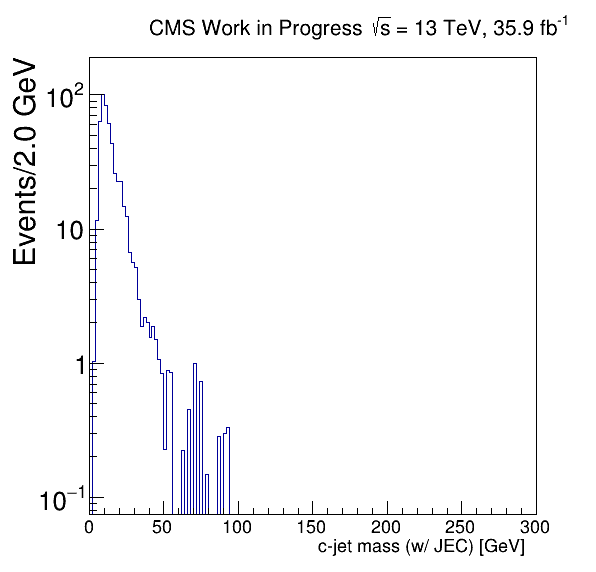 CMS Work in Progress √s = 13 TeV, 35.9 fb⁻¹
Events/2.0 GeV
10²
10
1
10⁻¹
0 50 100 150 200 250 300
c-jet mass (w/ JEC) [GeV]